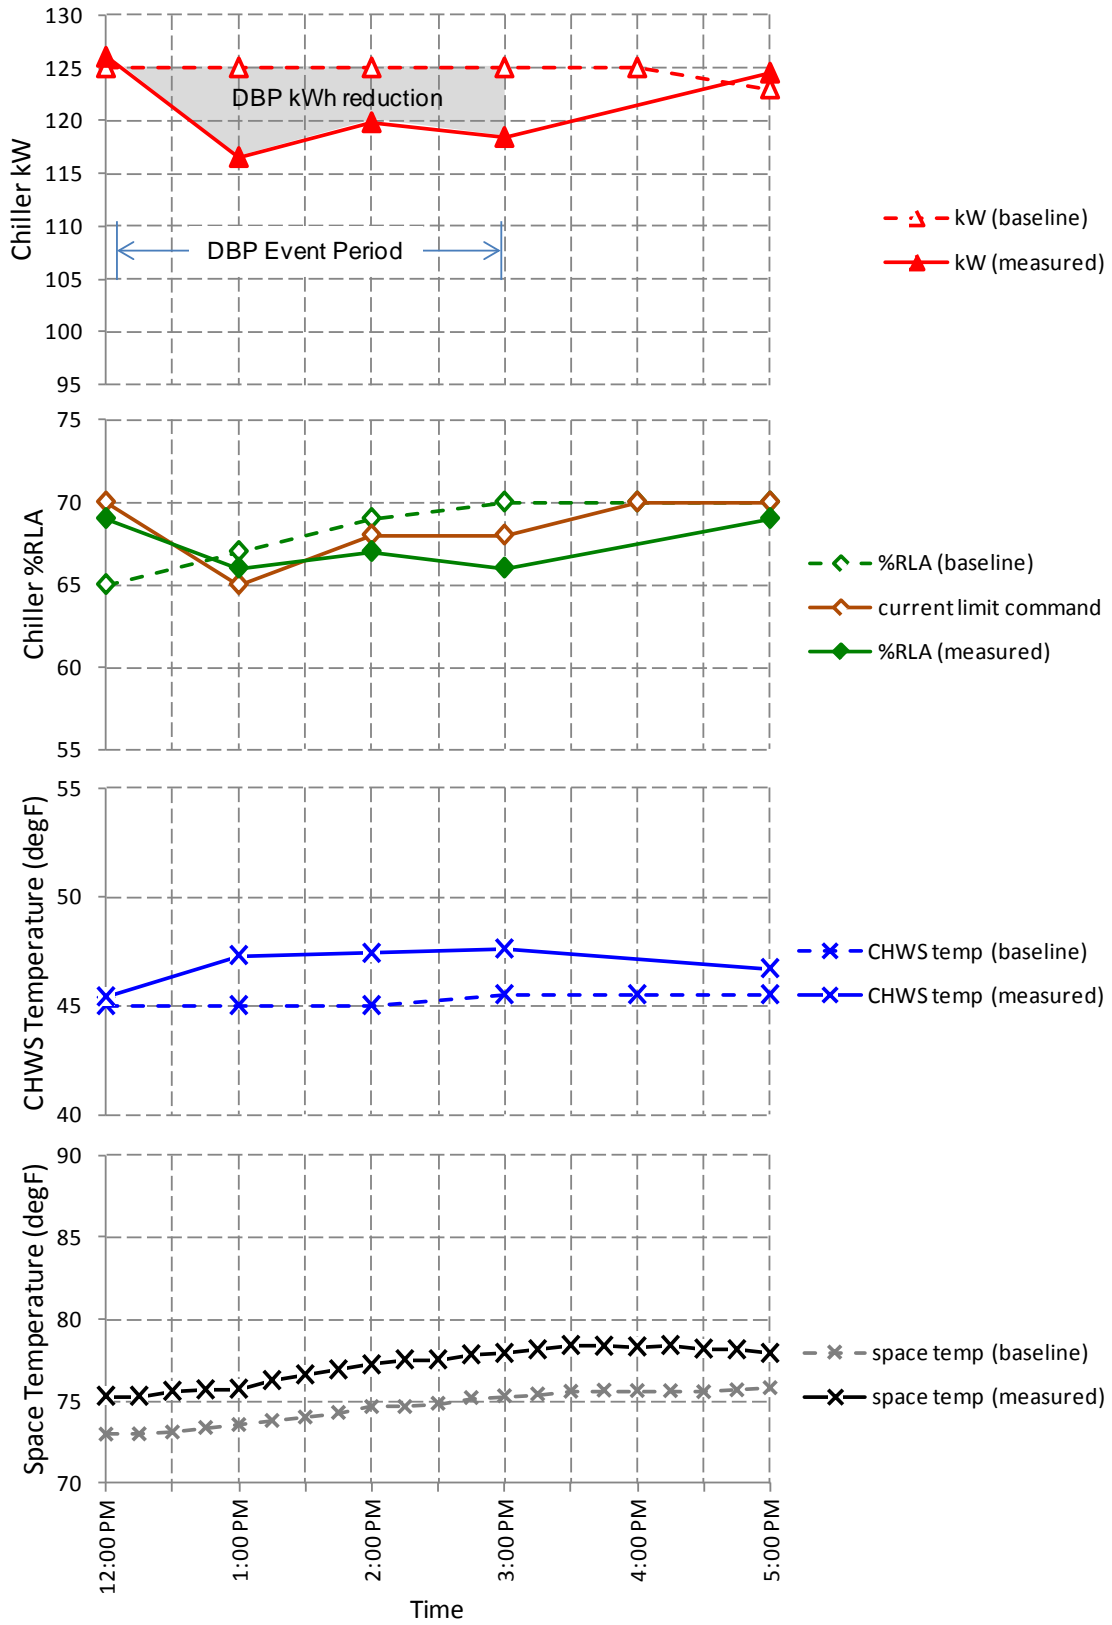 Chiller kW
130
125
120
115
110
105
100
95
DBP kWh reduction
DBP Event Period
kW (baseline)
kW (measured)
Chiller %RLA
75
70
65
60
55
%RLA (baseline)
current limit command
%RLA (measured)
CHWS Temperature (degF)
55
50
45
40
CHWS temp (baseline)
CHWS temp (measured)
Space Temperature (degF)
90
85
80
75
70
space temp (baseline)
space temp (measured)
12:00 PM
1:00 PM
2:00 PM
3:00 PM
4:00 PM
5:00 PM
Time